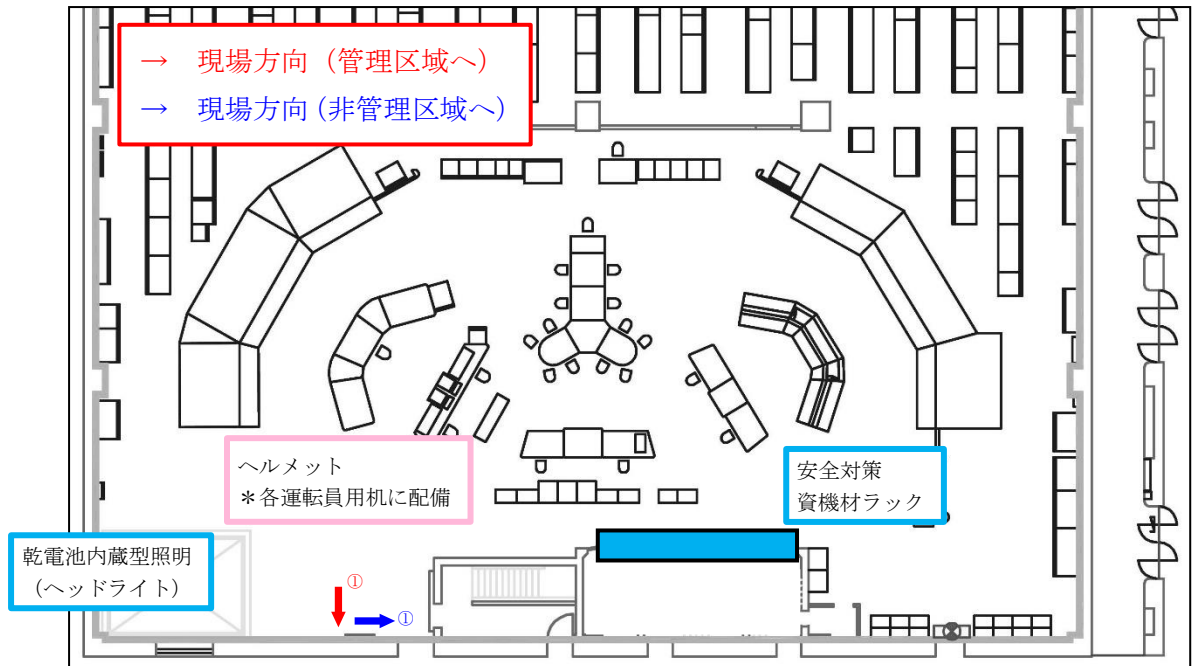 → 現場方向（管理区域へ）
→ 現場方向（非管理区域へ）
ヘルメット
＊各運転員用机に配備
安全対策
資機材ラック
乾電池内蔵型照明
（ヘッドライト）
①
①